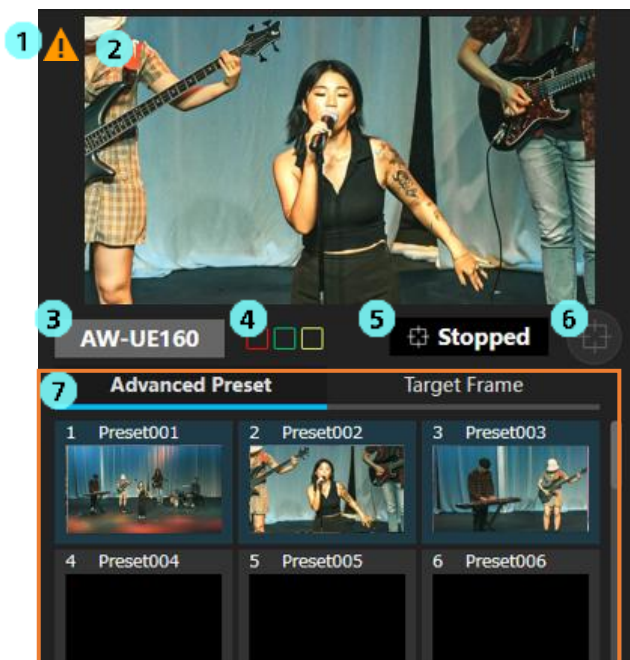 1
2
3 AW-UE160 4 5 Stopped 6
7 Advanced Preset Target Frame
1 Preset001 2 Preset002 3 Preset003
4 Preset004 5 Preset005 6 Preset006